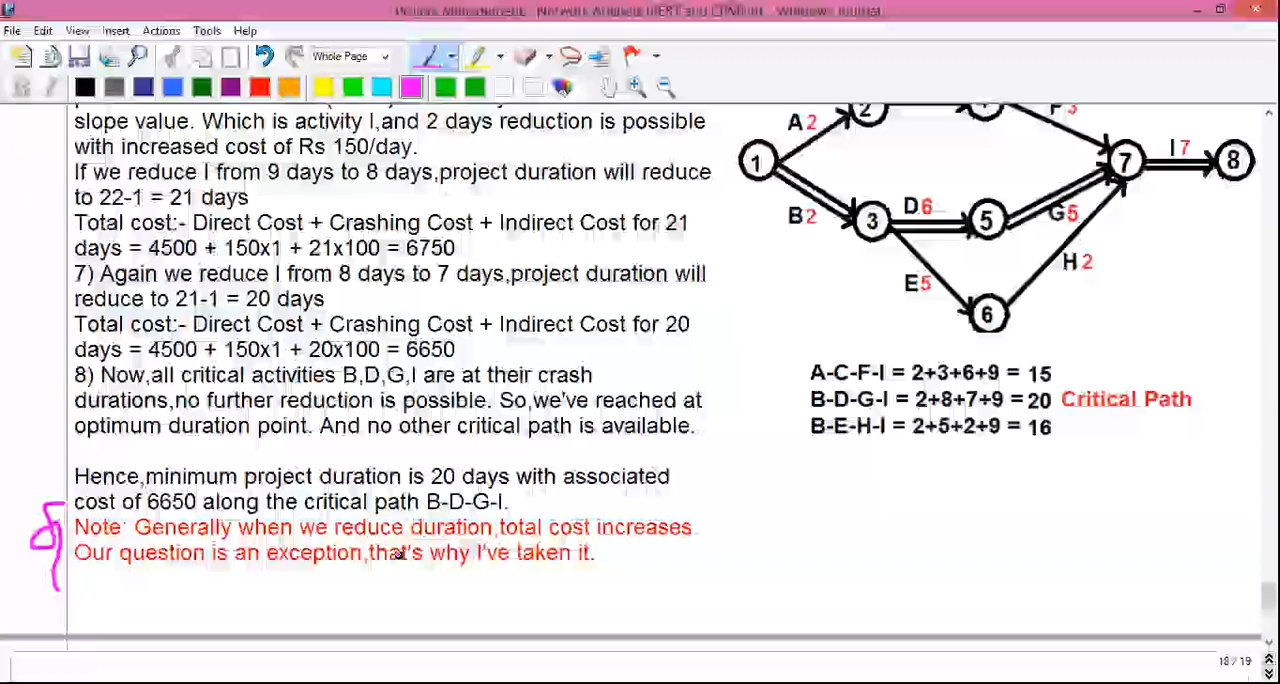 File Edit View Insert Actions Tools Help
Whole Page
slope value. Which is activity I,and 2 days reduction is possible
with increased cost of Rs 150/day.
If we reduce I from 9 days to 8 days,project duration will reduce
to 22-1 = 21 days
Total cost:- Direct Cost + Crashing Cost + Indirect Cost for 21
days = 4500 + 150x1 + 21x100 = 6750
7) Again we reduce I from 8 days to 7 days,project duration will
reduce to 21-1 = 20 days
Total cost:- Direct Cost + Crashing Cost + Indirect Cost for 20
days = 4500 + 150x1 + 20x100 = 6650
8) Now,all critical activities B,D,G,I are at their crash
durations,no further reduction is possible. So,we've reached at
optimum duration point. And no other critical path is available.
Hence,minimum project duration is 20 days with associated
cost of 6650 along the critical path B-D-G-I.
Note: Generally when we reduce duration,total cost increases.
Our question is an exception,that's why I've taken it.
2
F 3
A 2
1
7
I 7
8
B 2
3
D 6
5
G 5
H 2
E 5
6
A-C-F-I = 2+3+6+9 = 15
B-D-G-I = 2+8+7+9 = 20 Critical Path
B-E-H-I = 2+5+2+9 = 16
18 / 19